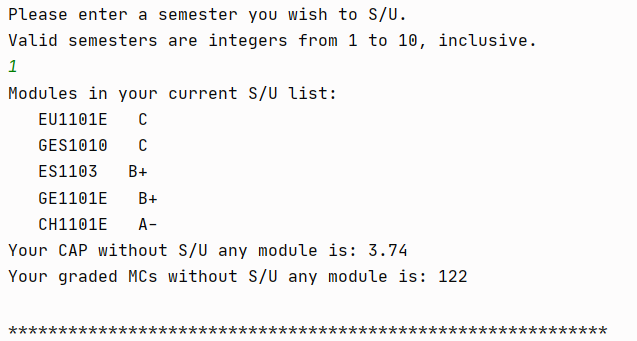 Please enter a semester you wish to S/U.
Valid semesters are integers from 1 to 10, inclusive.
1
Modules in your current S/U list:
   EU1101E   C
   GES1010   C
   ES1103   B+
   GE1101E   B+
   CH1101E   A-
Your CAP without S/U any module is: 3.74
Your graded MCs without S/U any module is: 122
************************************************************